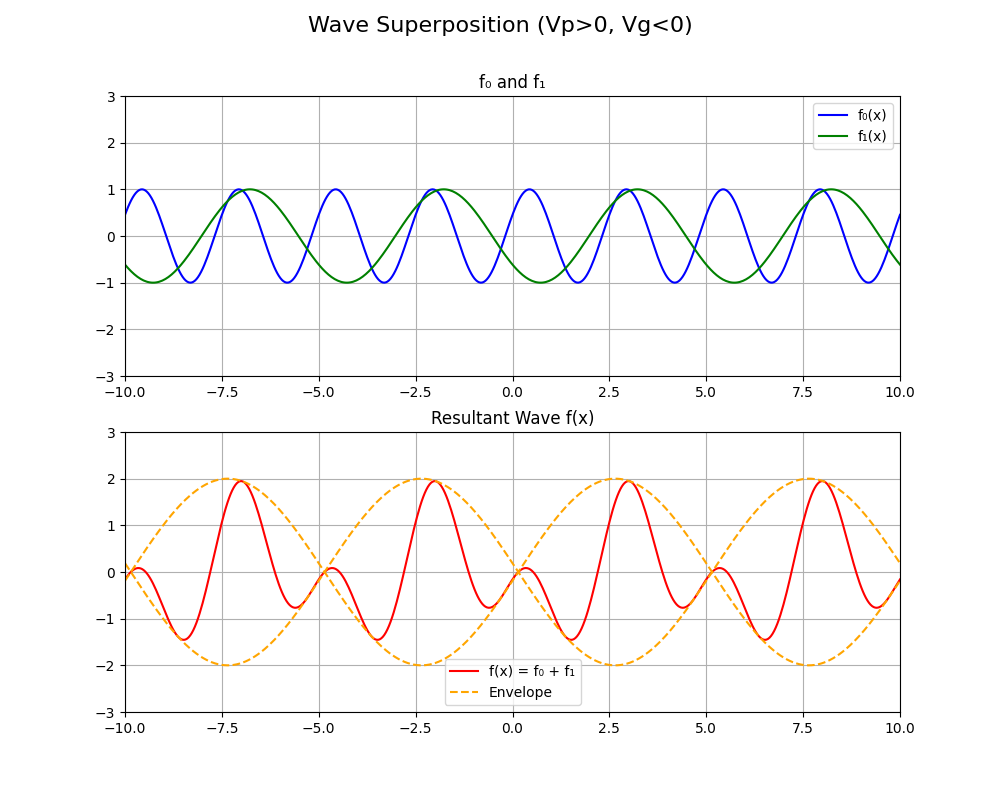 Wave Superposition (Vp>0, Vg<0)
f₀ and f₁
3
2
1
0
−1
−2
−3
f₀(x)
f₁(x)
−10.0 −7.5 −5.0 −2.5 0.0 2.5 5.0 7.5 10.0
Resultant Wave f(x)
3
2
1
0
−1
−2
−3
f(x) = f₀ + f₁
Envelope
−10.0 −7.5 −5.0 −2.5 0.0 2.5 5.0 7.5 10.0